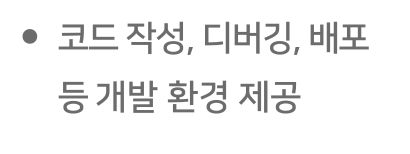 • 코드 작성, 디버깅, 배포
등 개발 환경 제공